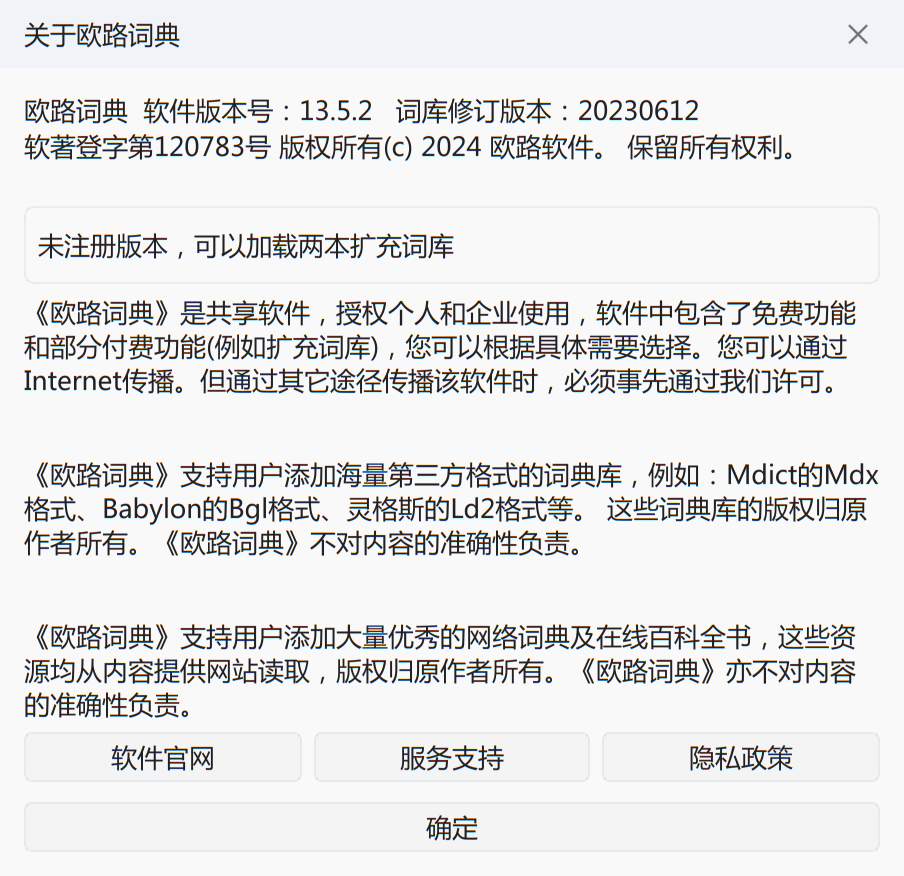 关于欧路词典
欧路词典  软件版本号：13.5.2   词库修订版本：20230612
软著登字第120783号 版权所有(c) 2024 欧路软件。 保留所有权利。
未注册版本，可以加载两本扩充词库
《欧路词典》是共享软件，授权个人和企业使用，软件中包含了免费功能
和部分付费功能(例如扩充词库)，您可以根据具体需要选择。您可以通过
Internet传播。但通过其它途径传播该软件时，必须事先通过我们许可。
《欧路词典》支持用户添加海量第三方格式的词典库，例如：Mdict的Mdx
格式、Babylon的Bgl格式、灵格斯的Ld2格式等。 这些词典库的版权归原
作者所有。《欧路词典》不对内容的准确性负责。
《欧路词典》支持用户添加大量优秀的网络词典及在线百科全书，这些资
源均从内容提供网站读取，版权归原作者所有。《欧路词典》亦不对内容
的准确性负责。
软件官网
服务支持
隐私政策
确定